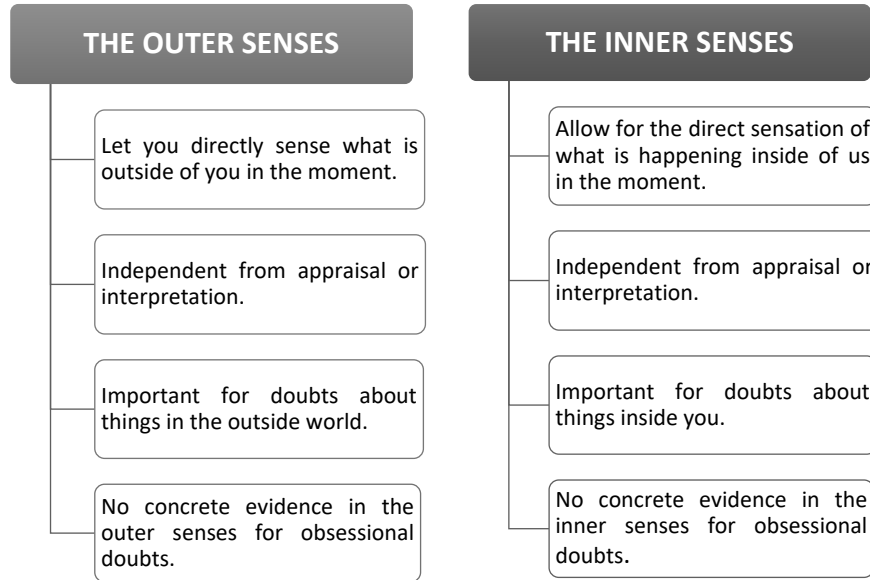 THE OUTER SENSES
Let you directly sense what is
outside of you in the moment.
Independent from appraisal or
interpretation.
Important for doubts about
things in the outside world.
No concrete evidence in the
outer senses for obsessional
doubts.
THE INNER SENSES
Allow for the direct sensation of
what is happening inside of us
in the moment.
Independent from appraisal or
interpretation.
Important for doubts about
things inside you.
No concrete evidence in the
inner senses for obsessional
doubts.